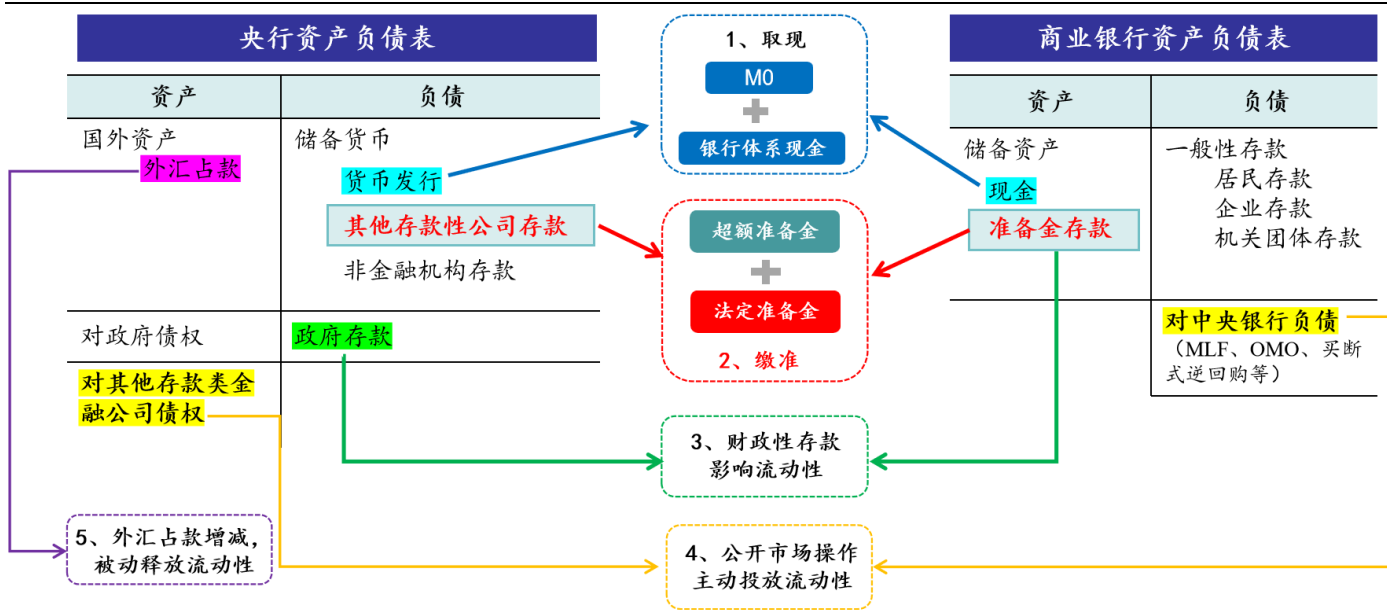 央行资产负债表
资产
负债
国外资产
外汇占款
储备货币
货币发行
其他存款性公司存款
非金融机构存款
对政府债权
政府存款
对其他存款类金
融公司债权
1、取现
M0
银行体系现金
超额准备金
法定准备金
2、缴准
3、财政性存款
影响流动性
4、公开市场操作
主动投放流动性
5、外汇占款增减，
被动释放流动性
商业银行资产负债表
资产
负债
储备资产
现金
准备金存款
一般性存款
居民存款
企业存款
机关团体存款
对中央银行负债
（MLF、OMO、买断
式逆回购等）